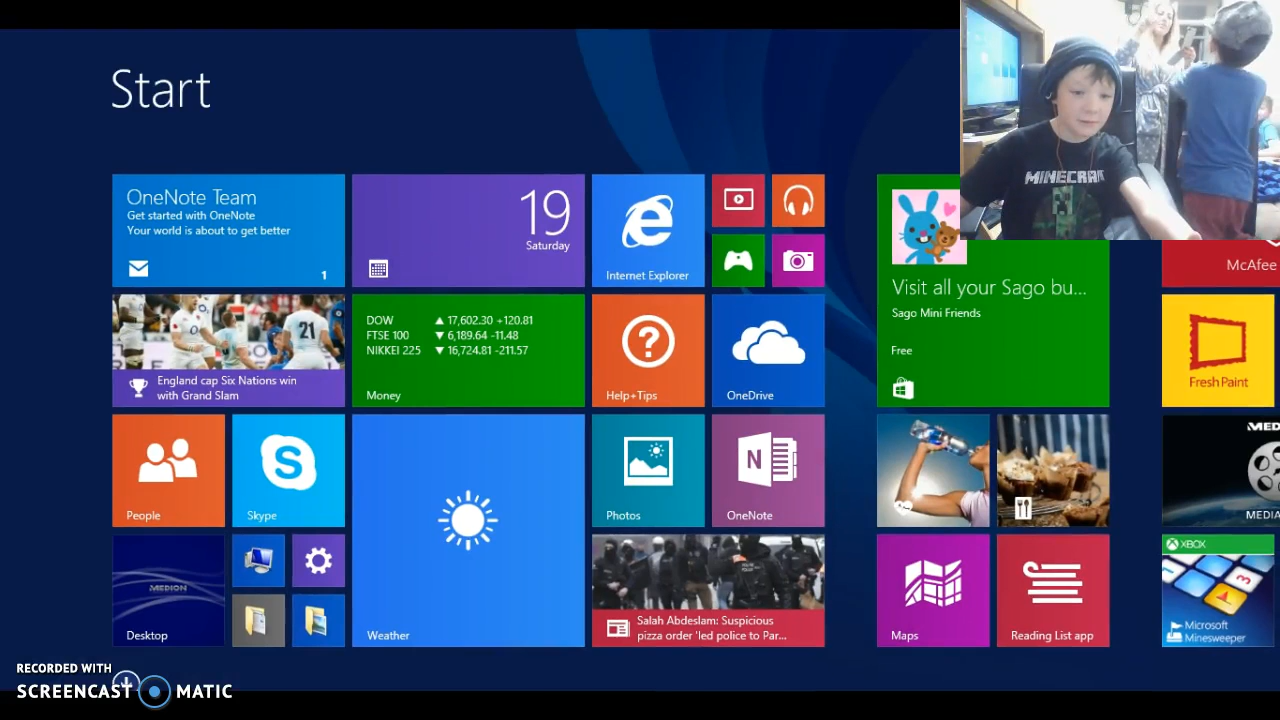 Start
OneNote Team
Get started with OneNote
Your world is about to get better
1
19
Saturday
Internet Explorer
MINECRAFT
Visit all your Sago bu...
Sago Mini Friends
Free
McAfee
England cap Six Nations win
with Grand Slam
21
DOW ▲ 17,602.30 +120.81
FTSE 100 ▼ 6,189.64 -11.48
NIKKEI 225 ▼ 16,724.81 -211.57
Money
Help+Tips
OneDrive
Fresh Paint
People
Skype
Weather
Photos
N
OneNote
MED
MEDIA
MEDION
Desktop
Salah Abdeslam: Suspicious
pizza order 'led police to Par...
Maps
Reading List app
XBOX
3
Microsoft
Minesweeper
RECORDED WITH
SCREENCAST MATIC